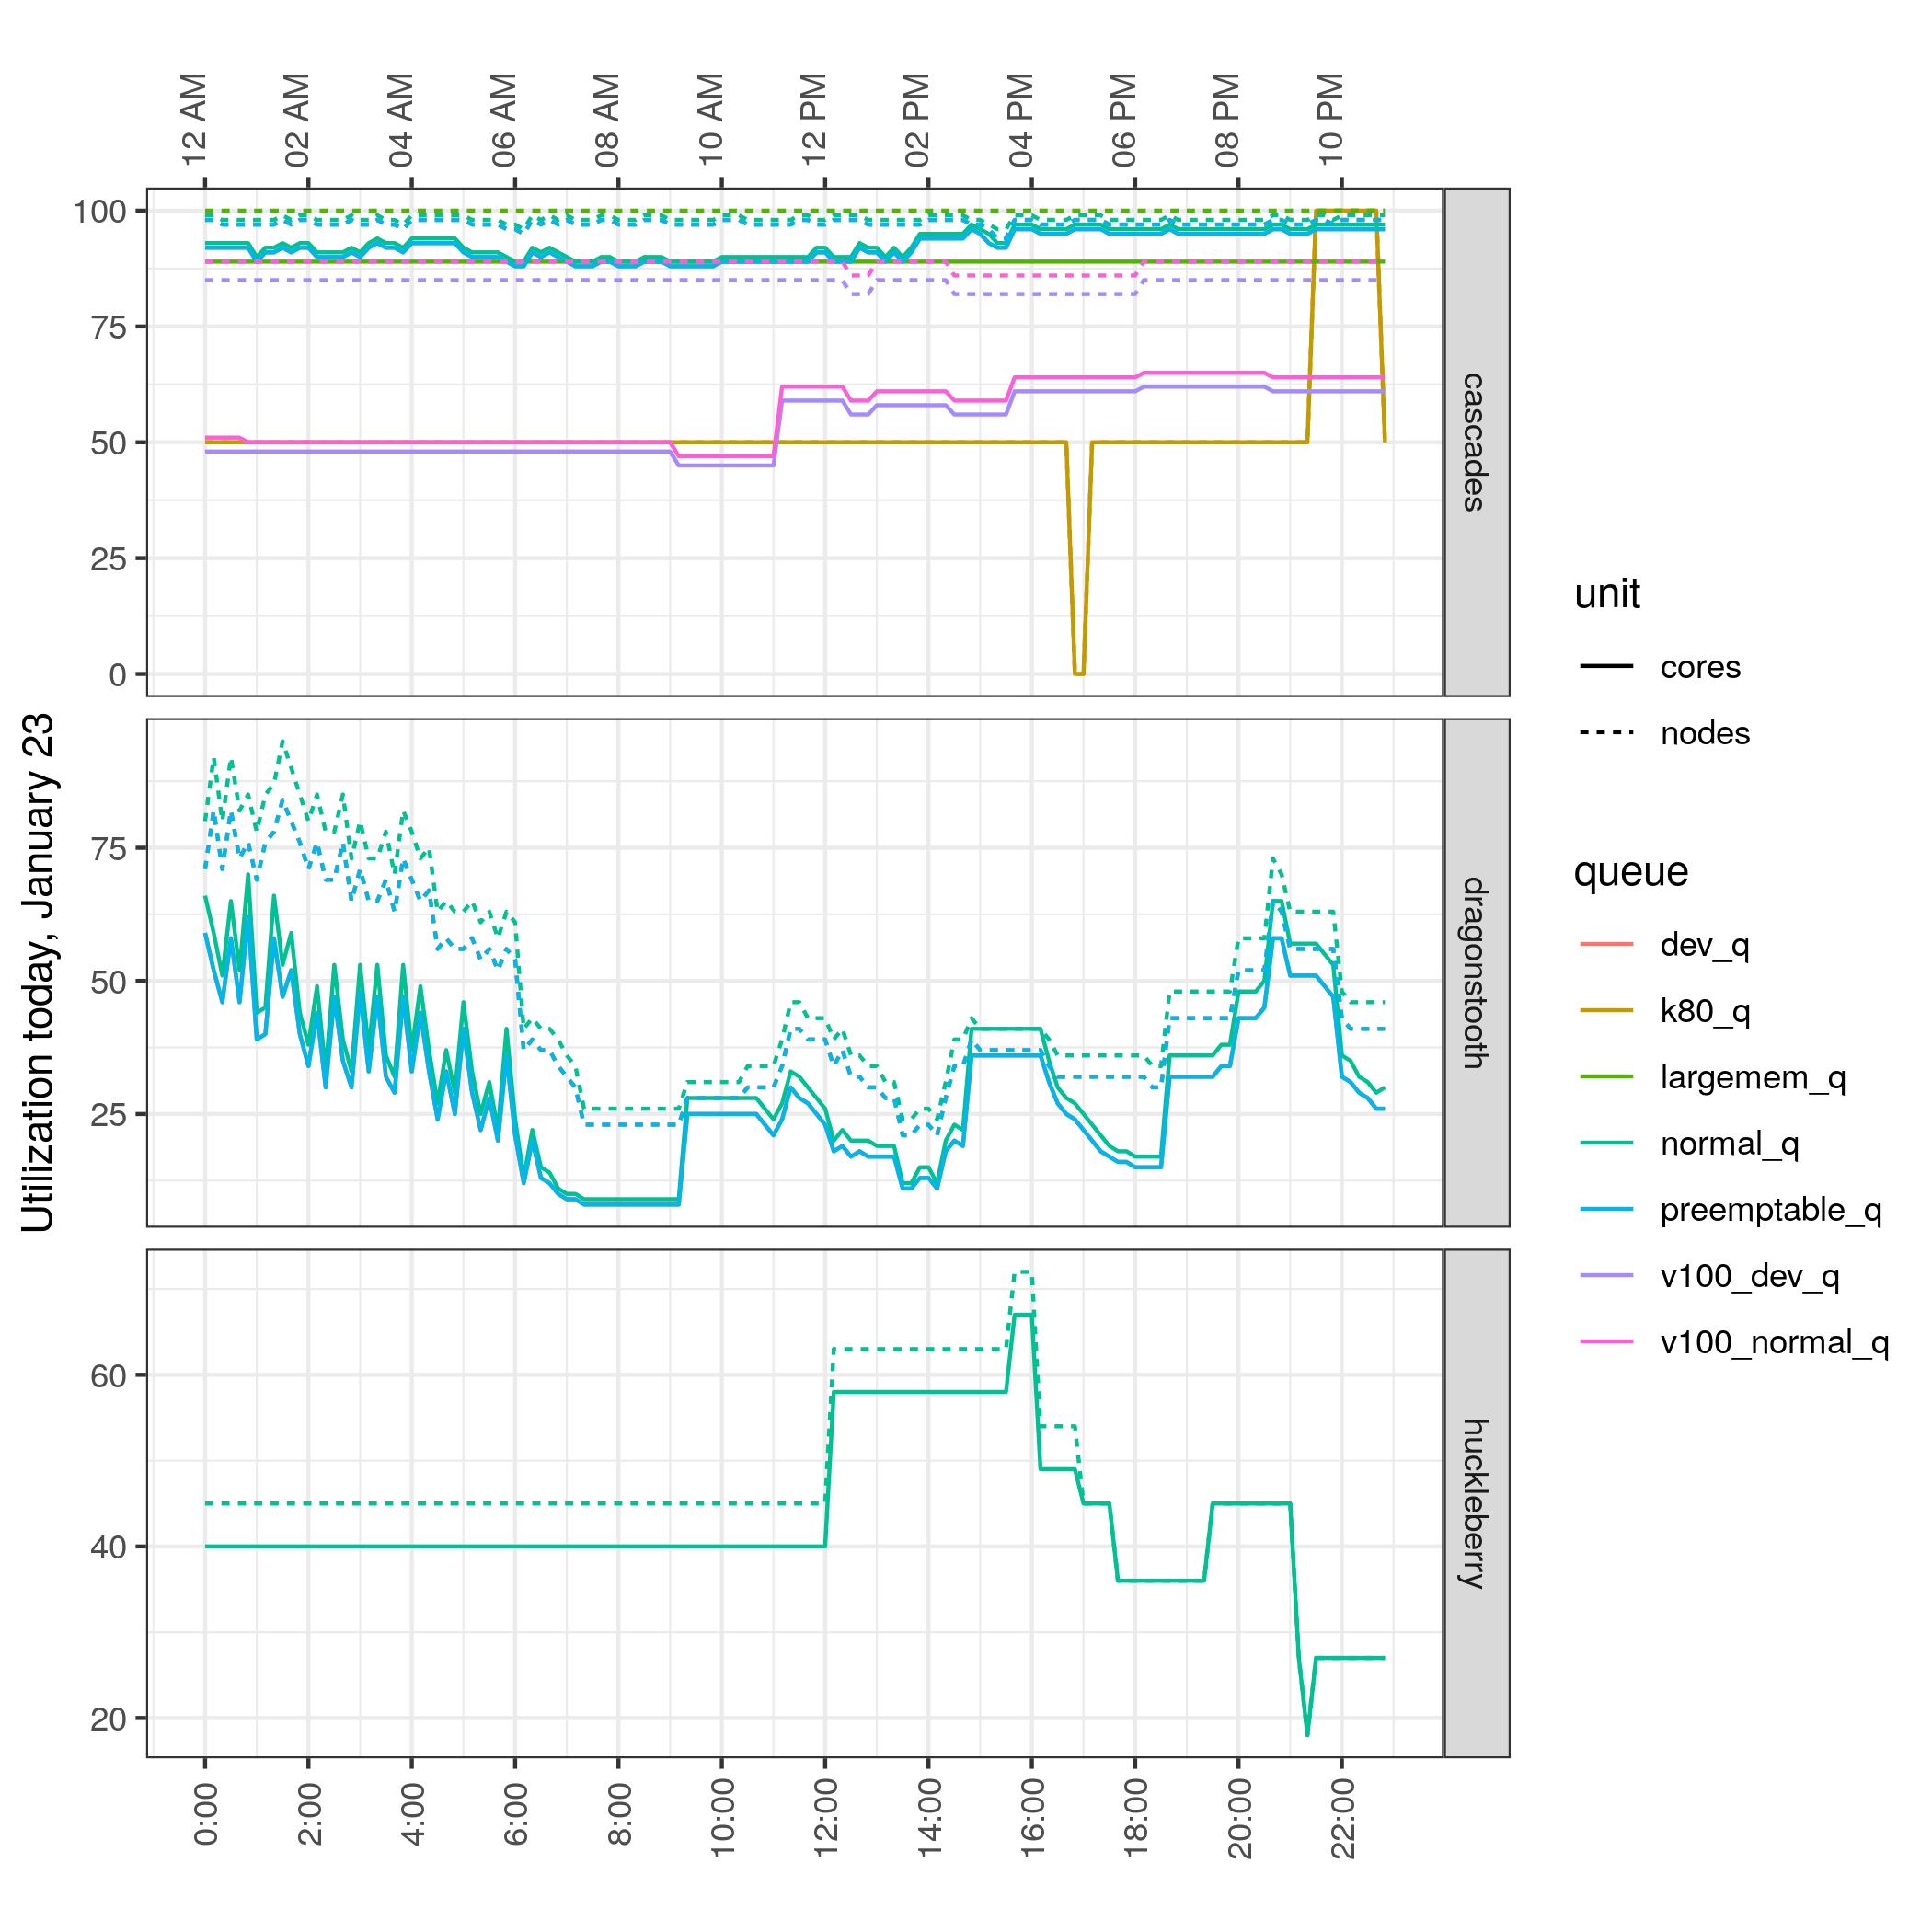 12 AM
02 AM
04 AM
06 AM
08 AM
10 AM
12 PM
02 PM
04 PM
06 PM
08 PM
10 PM
Utilization today, January 23
100
75
50
25
0
cascades
75
50
25
dragonstooth
60
40
20
huckleberry
0:00
2:00
4:00
6:00
8:00
10:00
12:00
14:00
16:00
18:00
20:00
22:00
unit
cores
nodes
queue
dev_q
k80_q
largemem_q
normal_q
preemptable_q
v100_dev_q
v100_normal_q